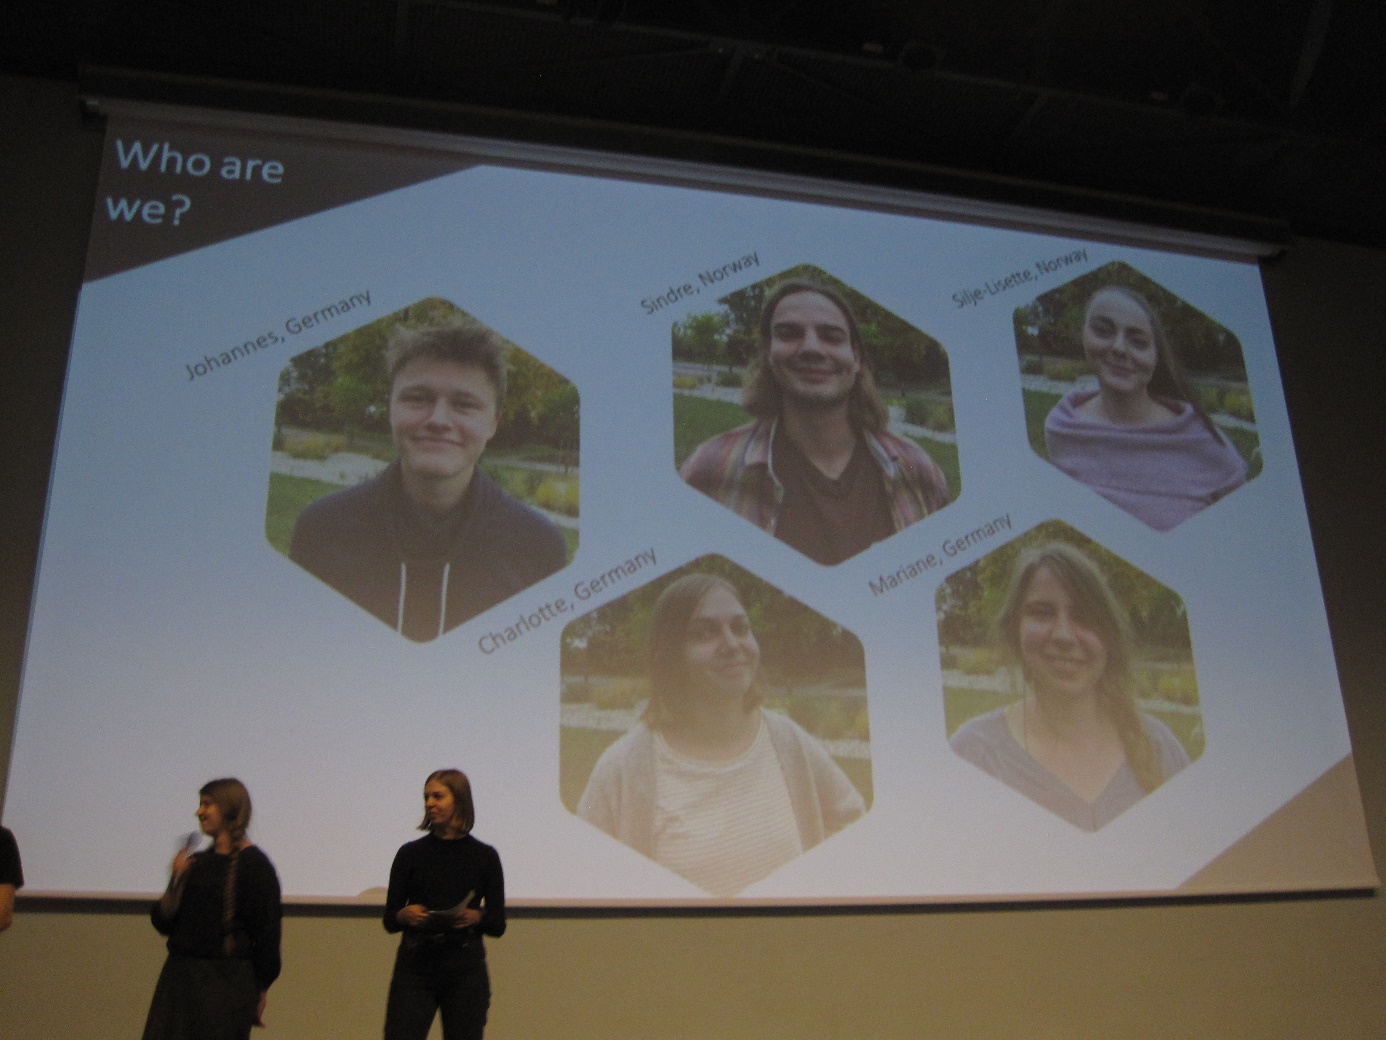 Who are
we?
Johannes, Germany
Sindre, Norway
Silje-Lisette, Norway
Charlotte, Germany
Mariane, Germany